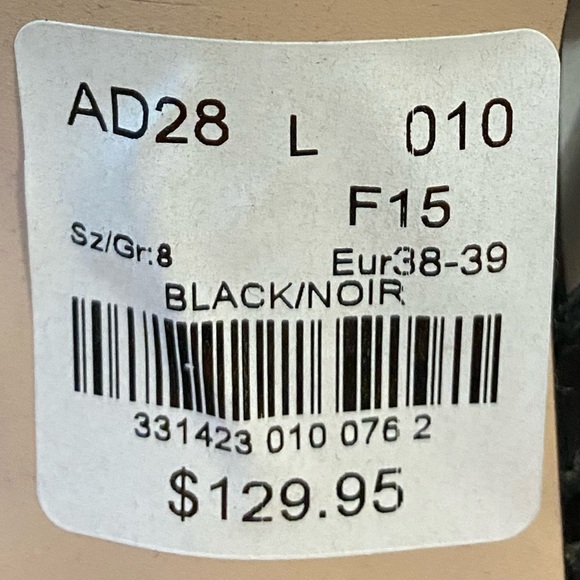 AD28 L 010
F15
Sz/Gr:8 Eur38-39
BLACK/NOIR
331423 010 076 2
$129.95